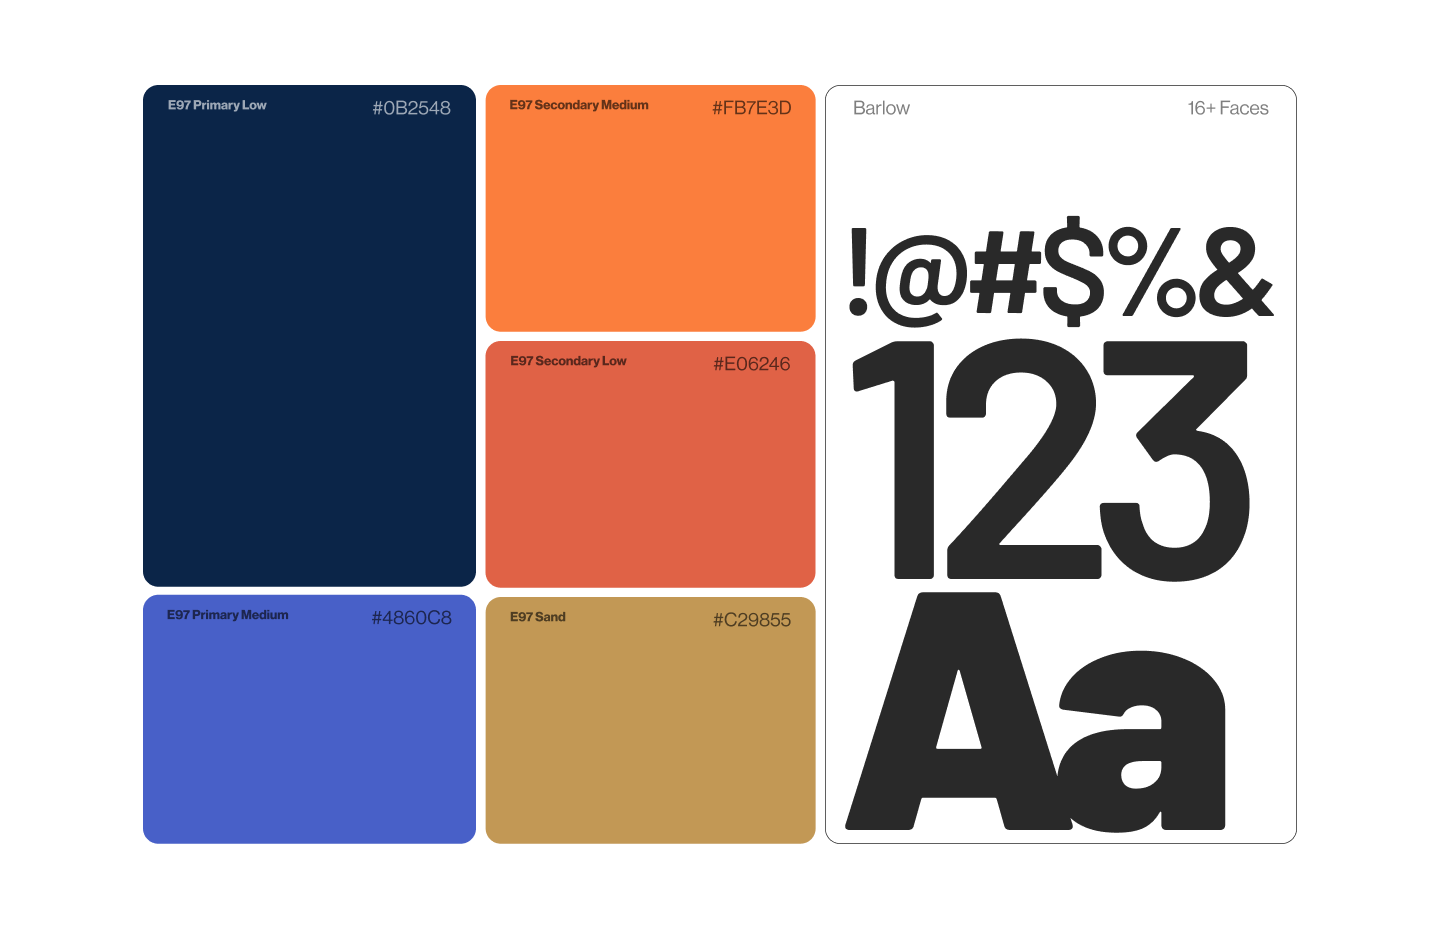 E97 Primary Low
#0B2548
E97 Primary Medium
#4860C8
E97 Secondary Medium
#FB7E3D
E97 Secondary Low
#E06246
E97 Sand
#C29855
Barlow
16+ Faces
!@#$%&
123
Aa